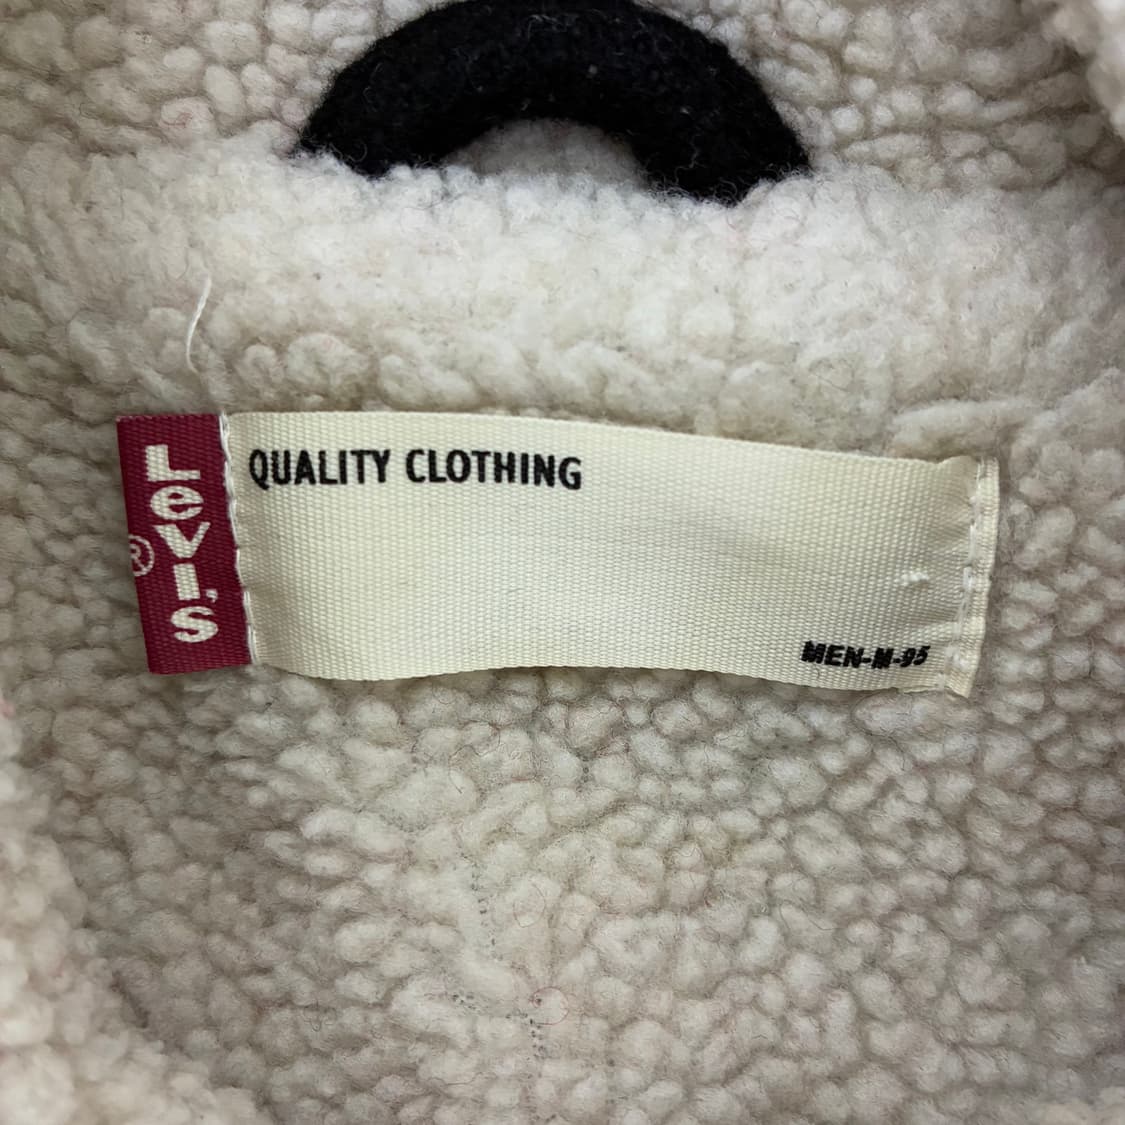 LeVI'S
®
QUALITY CLOTHING
MEN-M-95